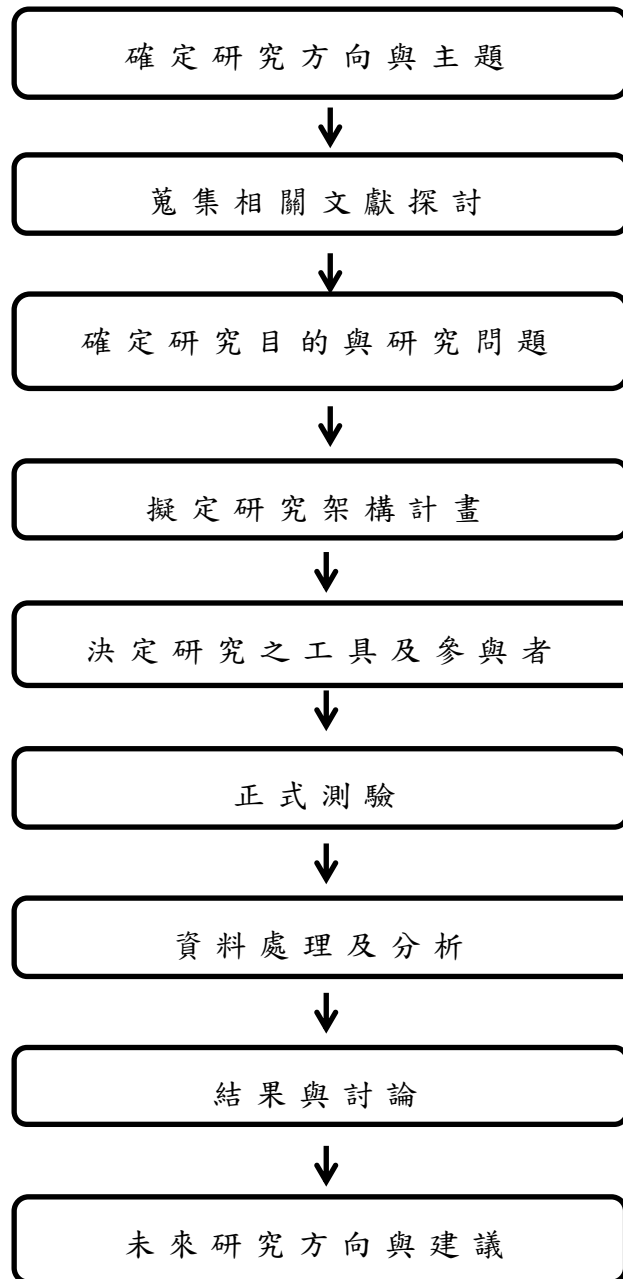 確定研究方向與主題
蒐集相關文獻探討
確定研究目的與研究問題
擬定研究架構計畫
決定研究之工具及參與者
正式測驗
資料處理及分析
結果與討論
未來研究方向與建議